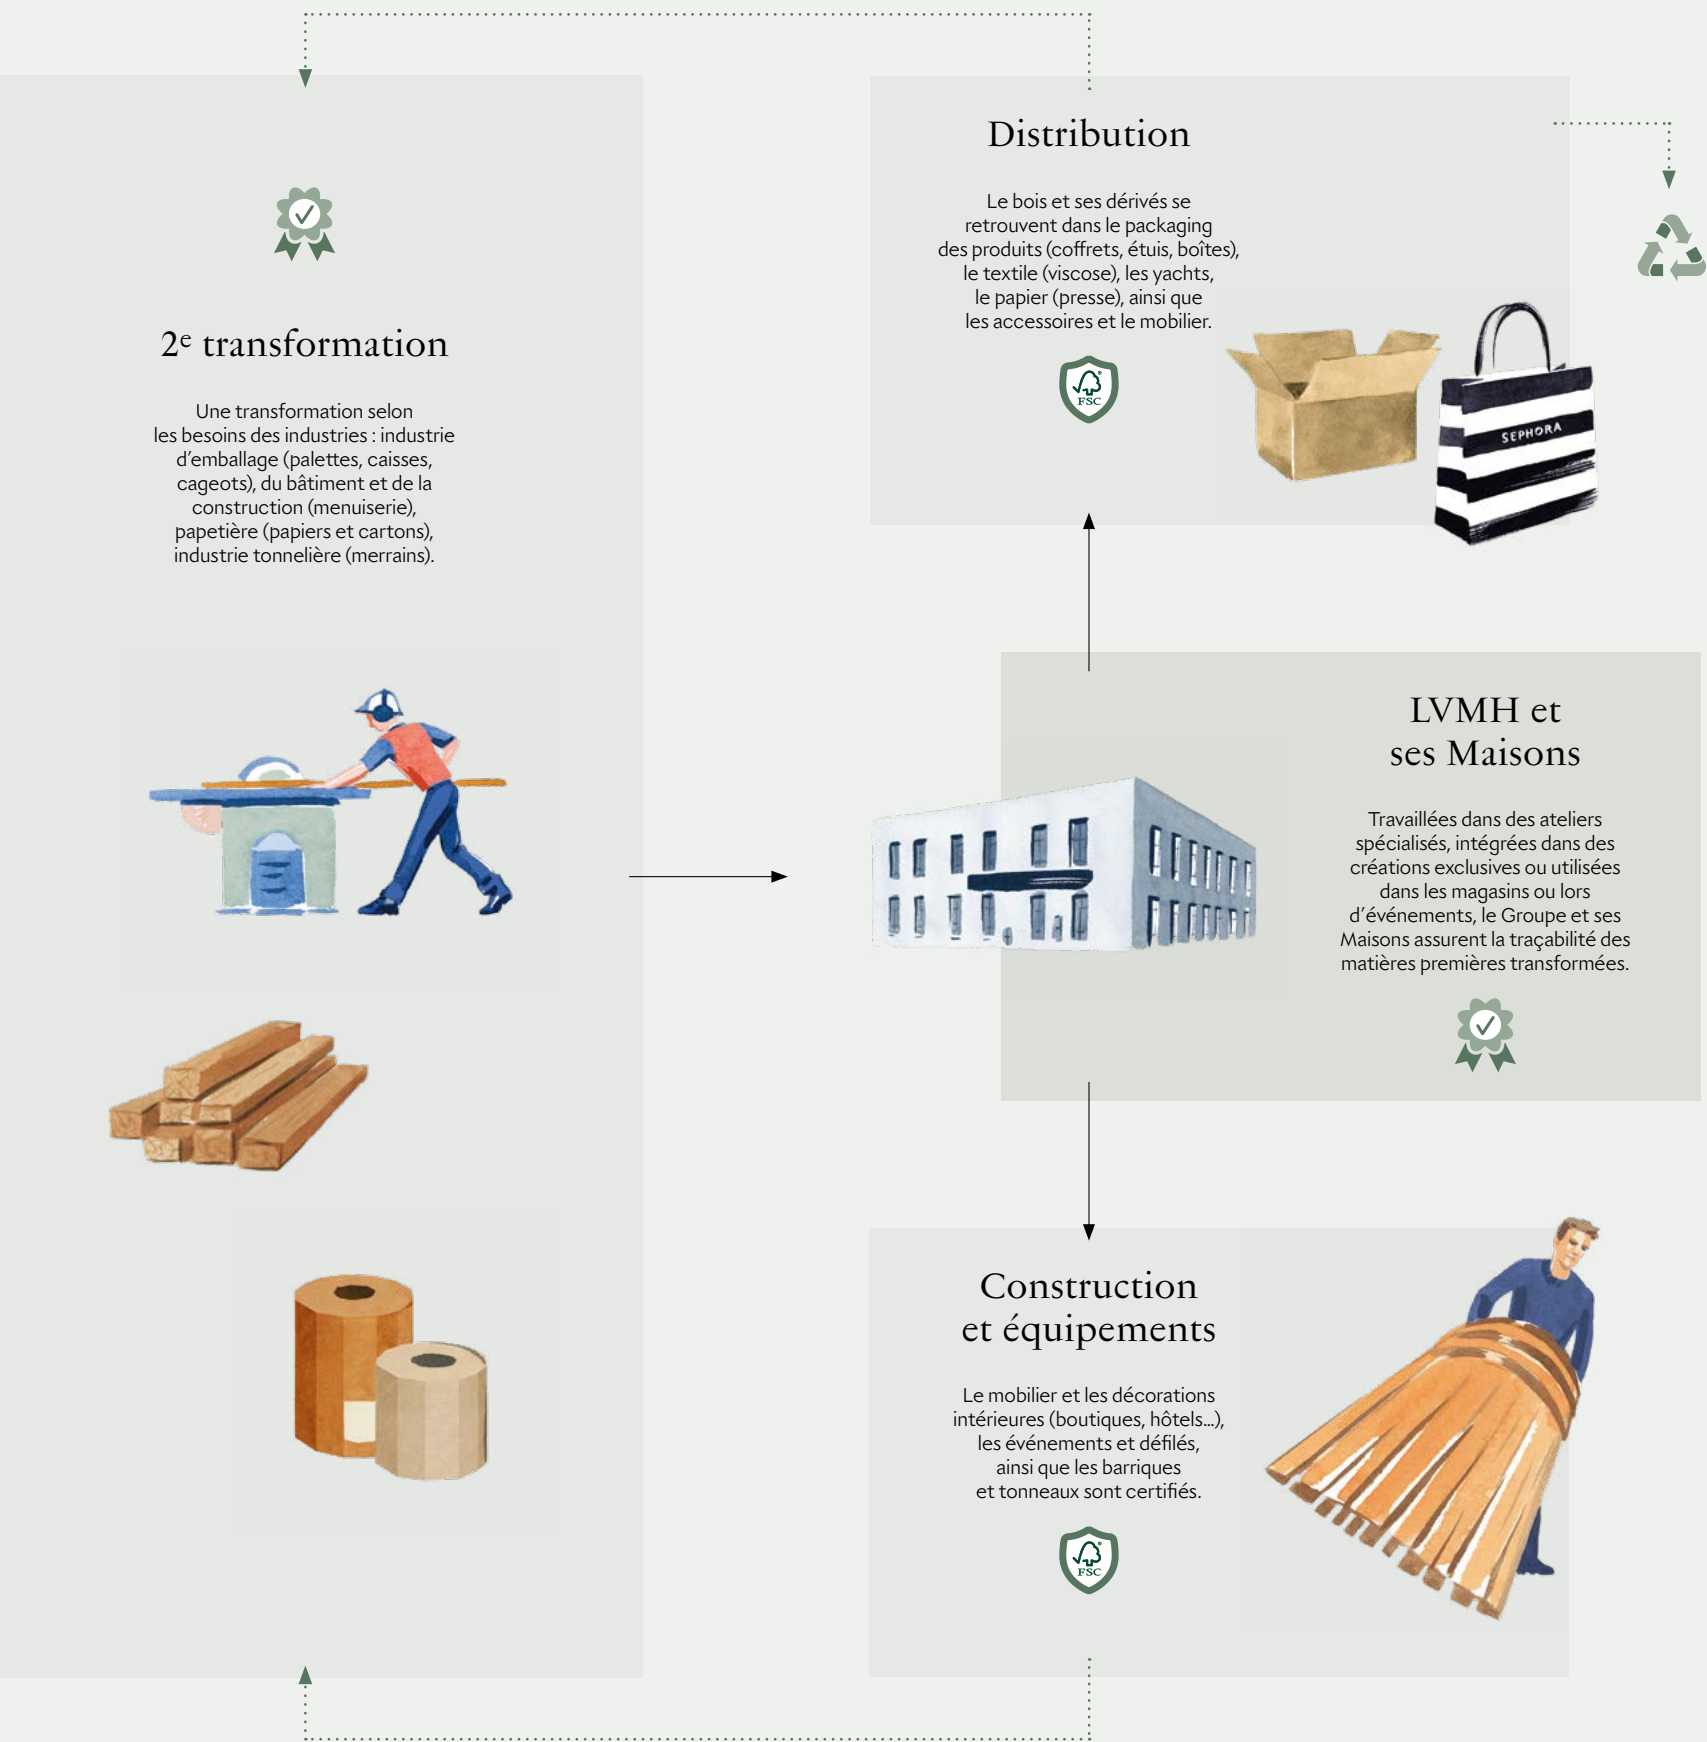 2e transformation
Une transformation selon
les besoins des industries : industrie
d’emballage (palettes, caisses,
cageots), du bâtiment et de la
construction (menuiserie),
papetière (papiers et cartons),
industrie tonnelière (merrains).
Distribution
Le bois et ses dérivés se
retrouvent dans le packaging
des produits (coffrets, étuis, boîtes),
le textile (viscose), les yachts,
le papier (presse), ainsi que
les accessoires et le mobilier.
FSC
SEPHORA
LVMH et
ses Maisons
Travaillées dans des ateliers
spécialisés, intégrées dans des
créations exclusives ou utilisées
dans les magasins ou lors
d’événements, le Groupe et ses
Maisons assurent la traçabilité des
matières premières transformées.
Construction
et équipements
Le mobilier et les décorations
intérieures (boutiques, hôtels…),
les événements et défilés,
ainsi que les barriques
et tonneaux sont certifiés.
FSC